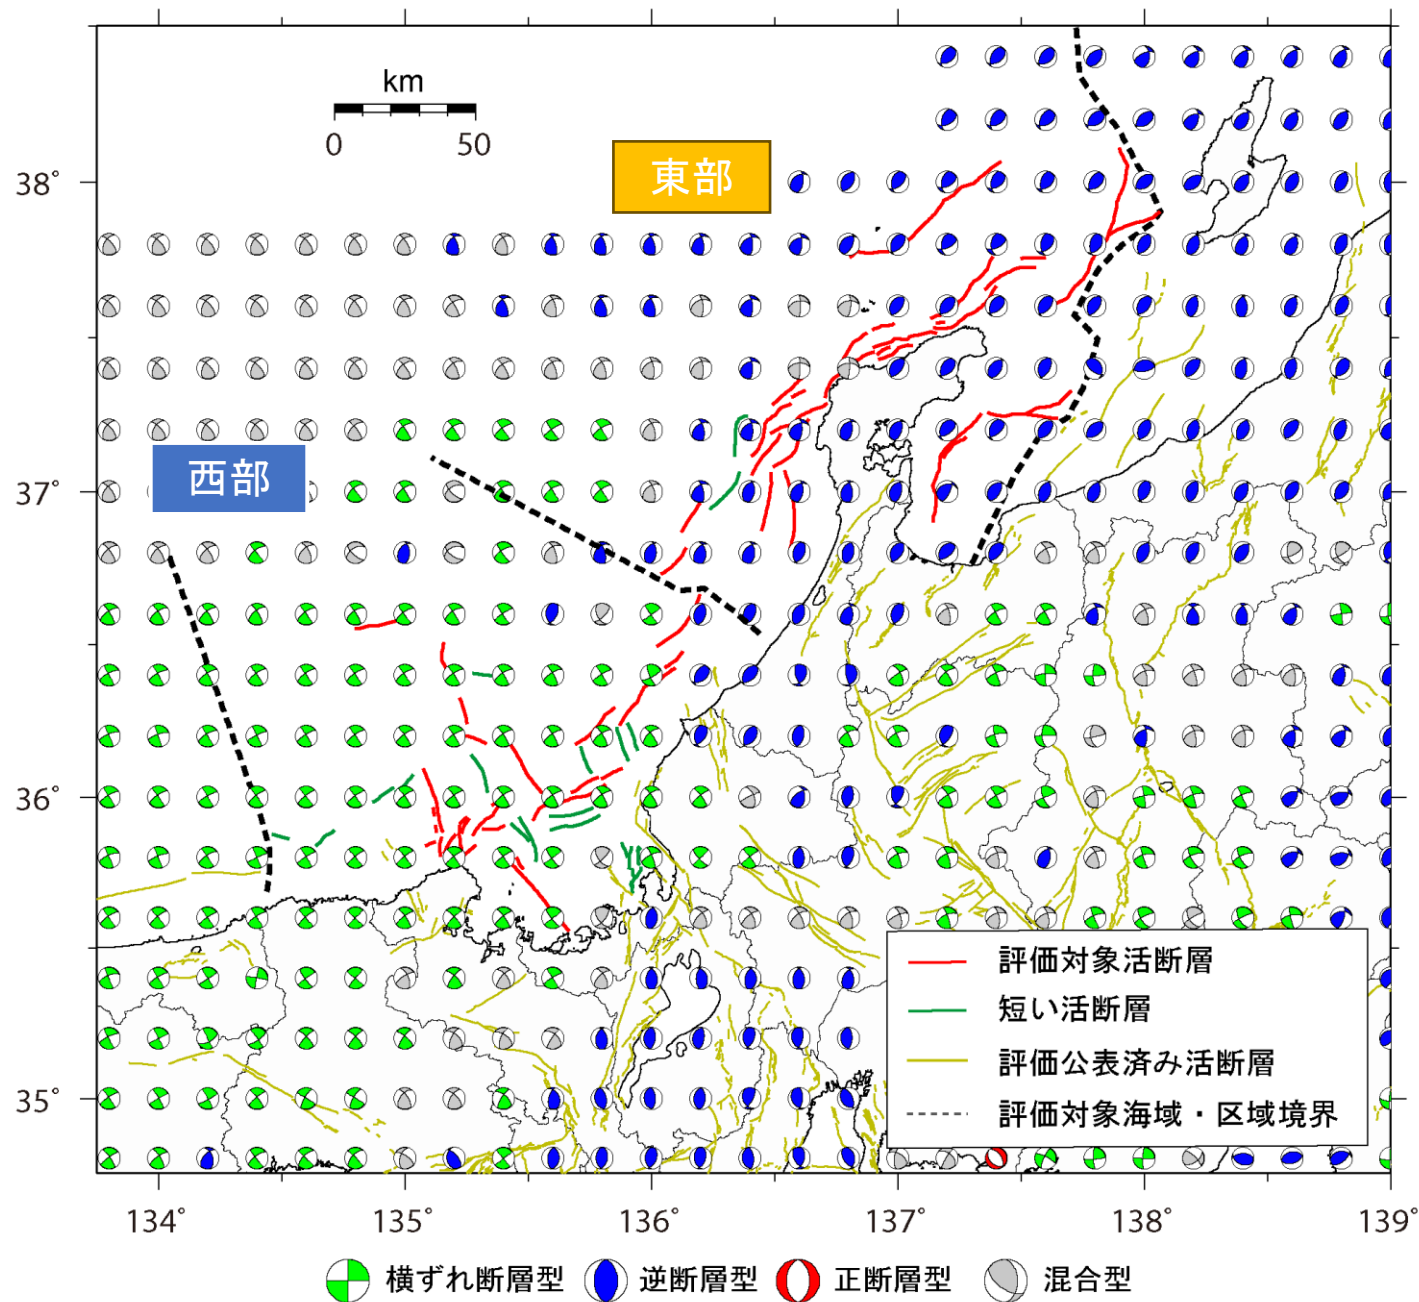 km
0 50
東部
38°
西部
37°
36°
35°
評価対象活断層
短い活断層
評価公表済み活断層
評価対象海域・区域境界
134° 135° 136° 137° 138° 139°
横ずれ断層型 逆断層型 正断層型 混合型